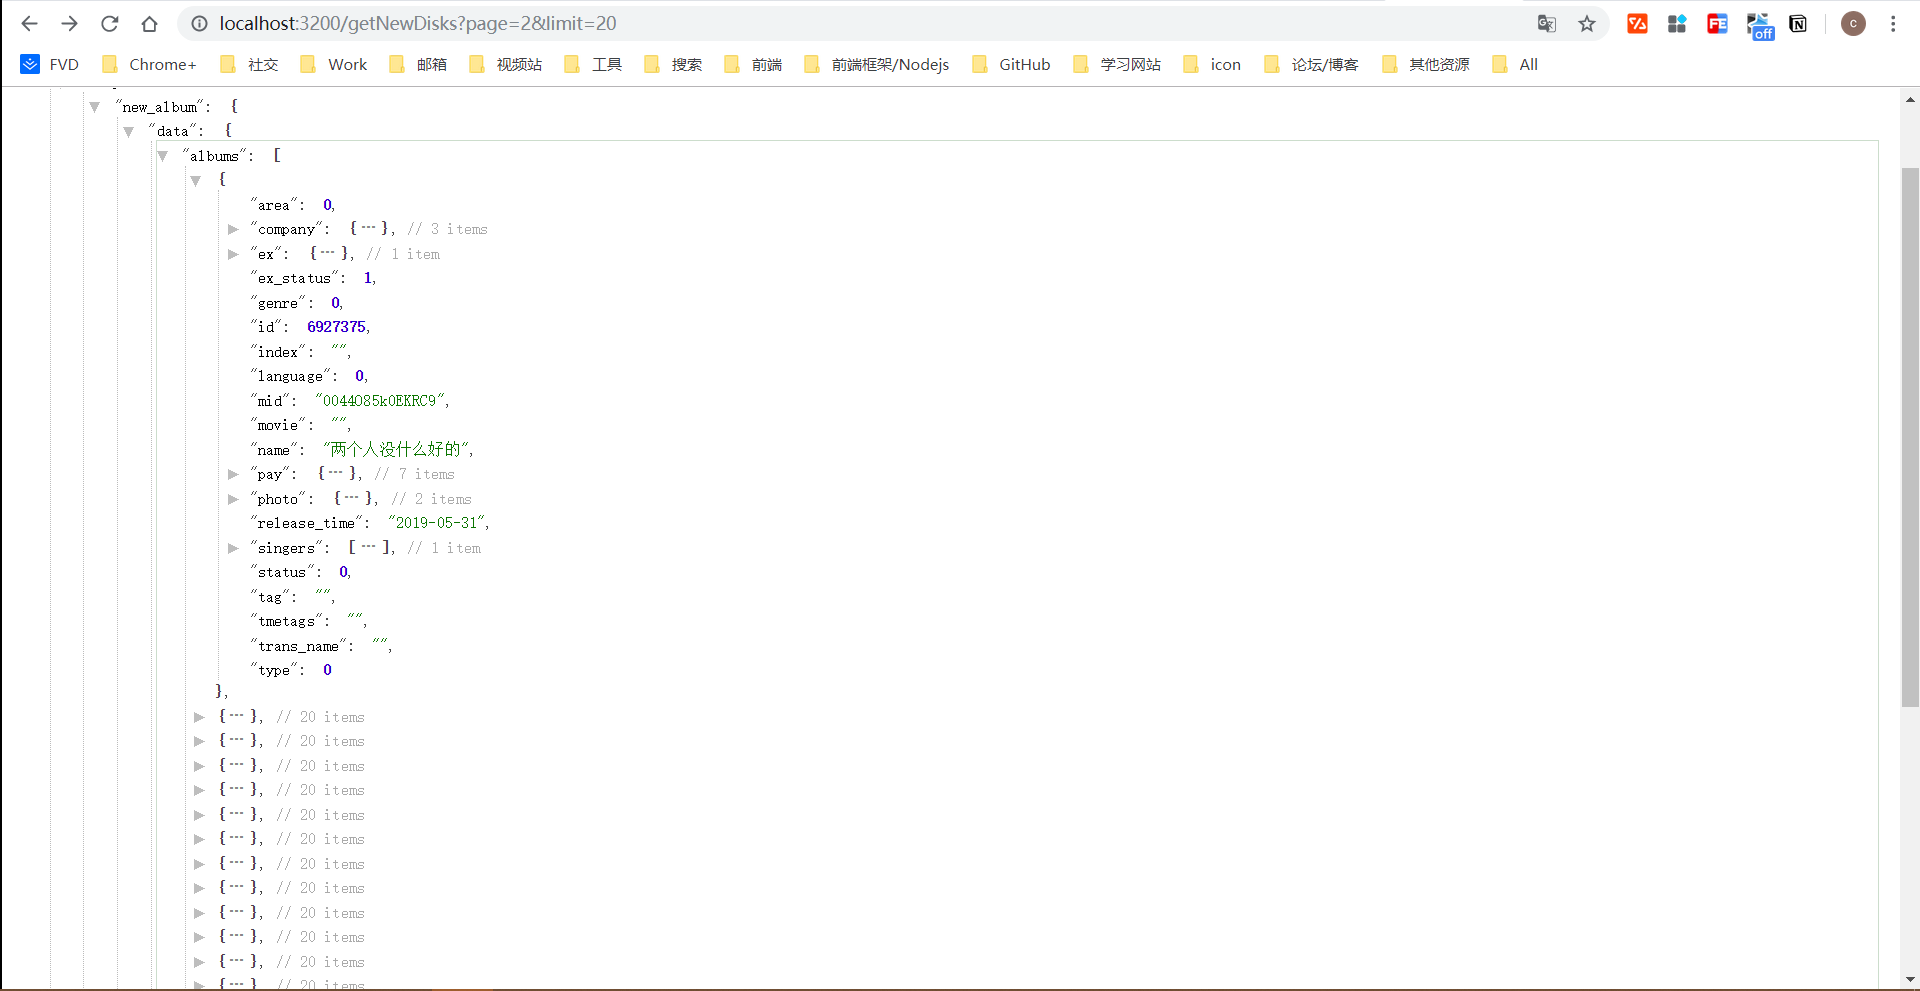 localhost:3200/getNewDisks?page=2&limit=20
off
c
FVD Chrome+ 社交 Work 邮箱 视频站 工具 搜索 前端 前端框架/Nodejs GitHub 学习网站 icon 论坛/博客 其他资源 All
"new_album": {
"data": {
"albums": [
{
"area": 0,
"company": {...}, // 3 items
"ex": {...}, // 1 item
"ex_status": 1,
"genre": 0,
"id": 6927375,
"index": "",
"language": 0,
"mid": "0044O85k0EKRC9",
"movie": "",
"name": "两个人没什么好的",
"pay": {...}, // 7 items
"photo": {...}, // 2 items
"release_time": "2019-05-31",
"singers": [...], // 1 item
"status": 0,
"tag": "",
"tmetags": "",
"trans_name": "",
"type": 0
},
{...}, // 20 items
{...}, // 20 items
{...}, // 20 items
{...}, // 20 items
{...}, // 20 items
{...}, // 20 items
{...}, // 20 items
{...}, // 20 items
{...}, // 20 items
{...}, // 20 items
{...}, // 20 items
{...}, // 20 items